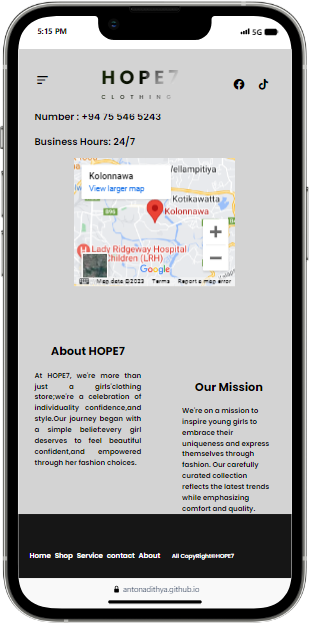 5:15 PM
5G
HOPE7
CLOTHING
Number : +94 75 546 5243
Business Hours: 24/7
Kolonnawa
View larger map
Wellampitiya
Kotikawatta
Kolonnawa
AB6
Lady Ridgeway Hospital
Children (LRH)
Google
Map data ©2023 Terms Report a map error
About HOPE7
At HOPE7, we're more than
just a girls'clothing
store;we're a celebration of
individuality confidence,and
style.Our journey began with
a simple belief:every girl
deserves to feel beautiful
confident,and empowered
through her fashion choices.
Our Mission
We're on a mission to
inspire young girls to
embrace their
uniqueness and express
themselves through
fashion. Our carefully
curated collection
reflects the latest trends
while emphasizing
comfort and quality.
Home Shop Service contact About
All CopyRight®HOPE7
antonadithya.github.io